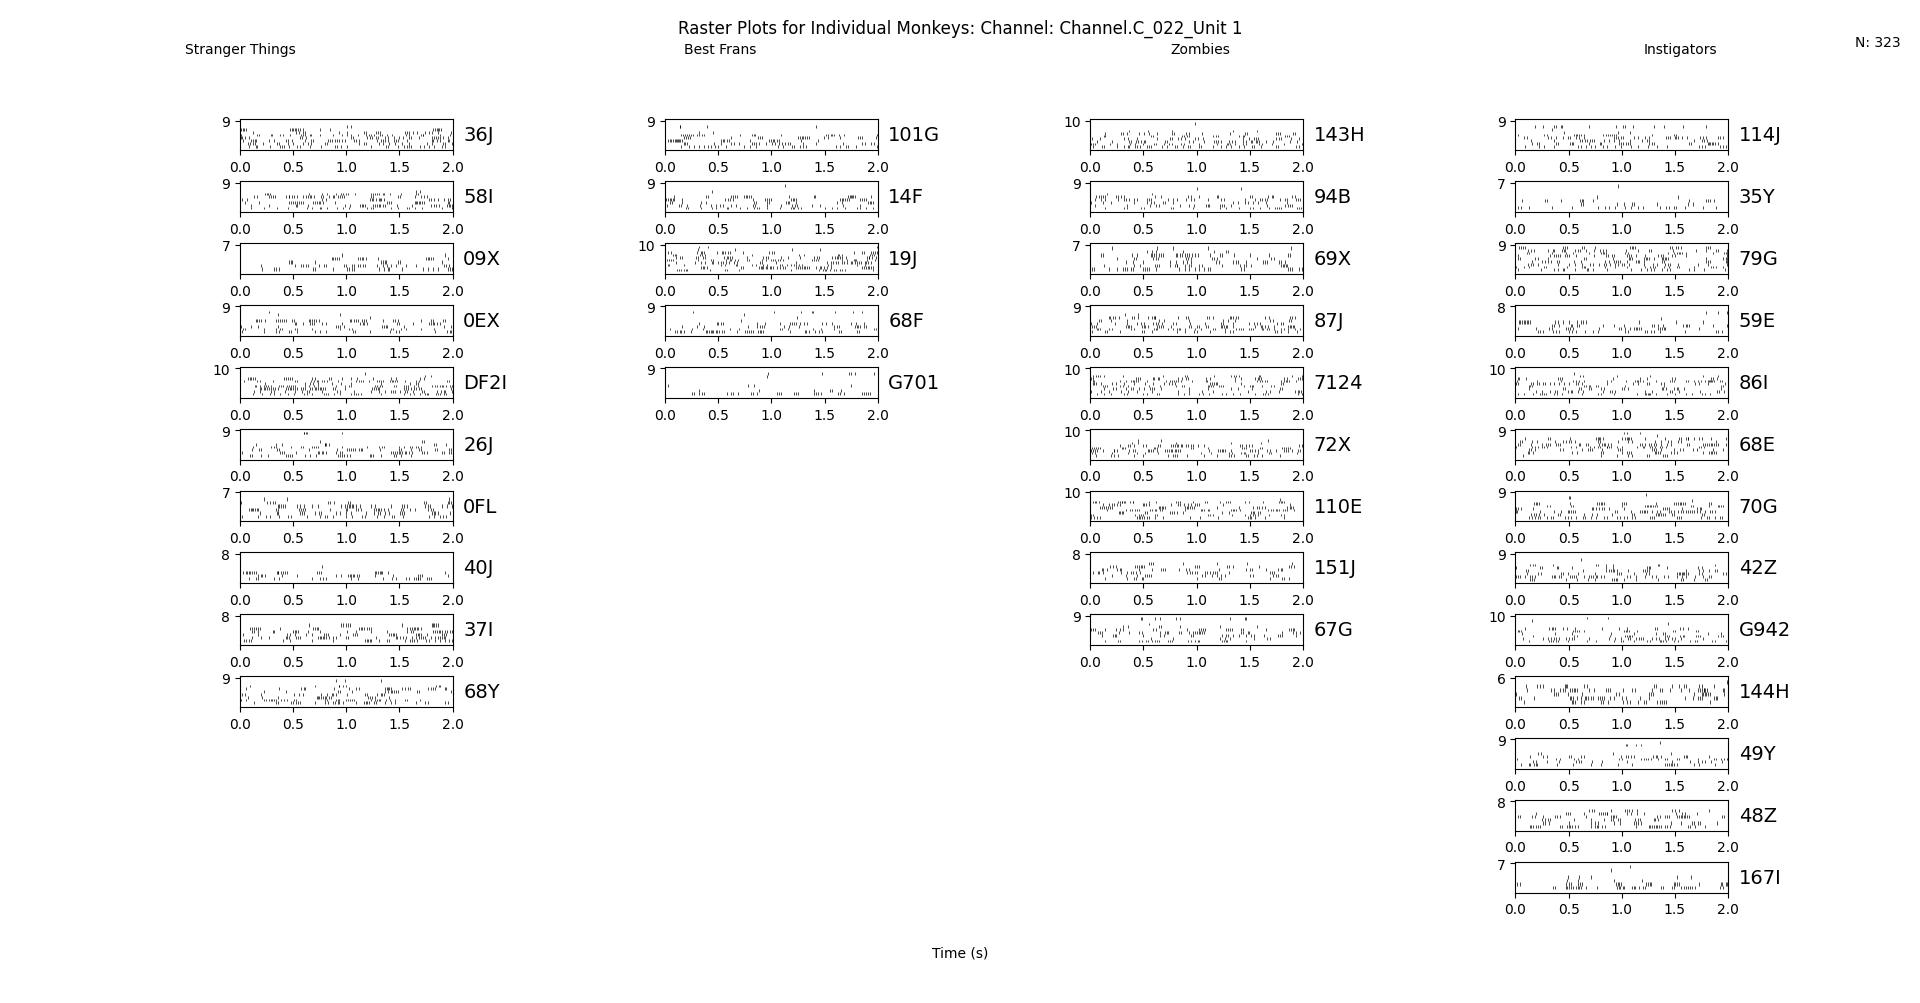 Raster Plots for Individual Monkeys: Channel: Channel.C_022_Unit 1
Stranger Things Best Frans Zombies Instigators N: 323
9 36J 9 101G 10 143H 9 114J
0.0 0.5 1.0 1.5 2.0 0.0 0.5 1.0 1.5 2.0 0.0 0.5 1.0 1.5 2.0 0.0 0.5 1.0 1.5 2.0
9 58I 9 14F 9 94B 7 35Y
0.0 0.5 1.0 1.5 2.0 0.0 0.5 1.0 1.5 2.0 0.0 0.5 1.0 1.5 2.0 0.0 0.5 1.0 1.5 2.0
7 09X 10 19J 7 69X 9 79G
0.0 0.5 1.0 1.5 2.0 0.0 0.5 1.0 1.5 2.0 0.0 0.5 1.0 1.5 2.0 0.0 0.5 1.0 1.5 2.0
9 0EX 9 68F 9 87J 8 59E
0.0 0.5 1.0 1.5 2.0 0.0 0.5 1.0 1.5 2.0 0.0 0.5 1.0 1.5 2.0 0.0 0.5 1.0 1.5 2.0
10 DF2I 9 G701 10 7124 10 86I
0.0 0.5 1.0 1.5 2.0 0.0 0.5 1.0 1.5 2.0 0.0 0.5 1.0 1.5 2.0 0.0 0.5 1.0 1.5 2.0
9 26J 10 72X 9 68E
0.0 0.5 1.0 1.5 2.0 0.0 0.5 1.0 1.5 2.0 0.0 0.5 1.0 1.5 2.0
7 0FL 10 110E 9 70G
0.0 0.5 1.0 1.5 2.0 0.0 0.5 1.0 1.5 2.0 0.0 0.5 1.0 1.5 2.0
8 40J 8 151J 9 42Z
0.0 0.5 1.0 1.5 2.0 0.0 0.5 1.0 1.5 2.0 0.0 0.5 1.0 1.5 2.0
8 37I 9 67G 10 G942
0.0 0.5 1.0 1.5 2.0 0.0 0.5 1.0 1.5 2.0 0.0 0.5 1.0 1.5 2.0
9 68Y 6 144H
0.0 0.5 1.0 1.5 2.0 0.0 0.5 1.0 1.5 2.0
9 49Y
0.0 0.5 1.0 1.5 2.0
8 48Z
0.0 0.5 1.0 1.5 2.0
7 167I
0.0 0.5 1.0 1.5 2.0
Time (s)